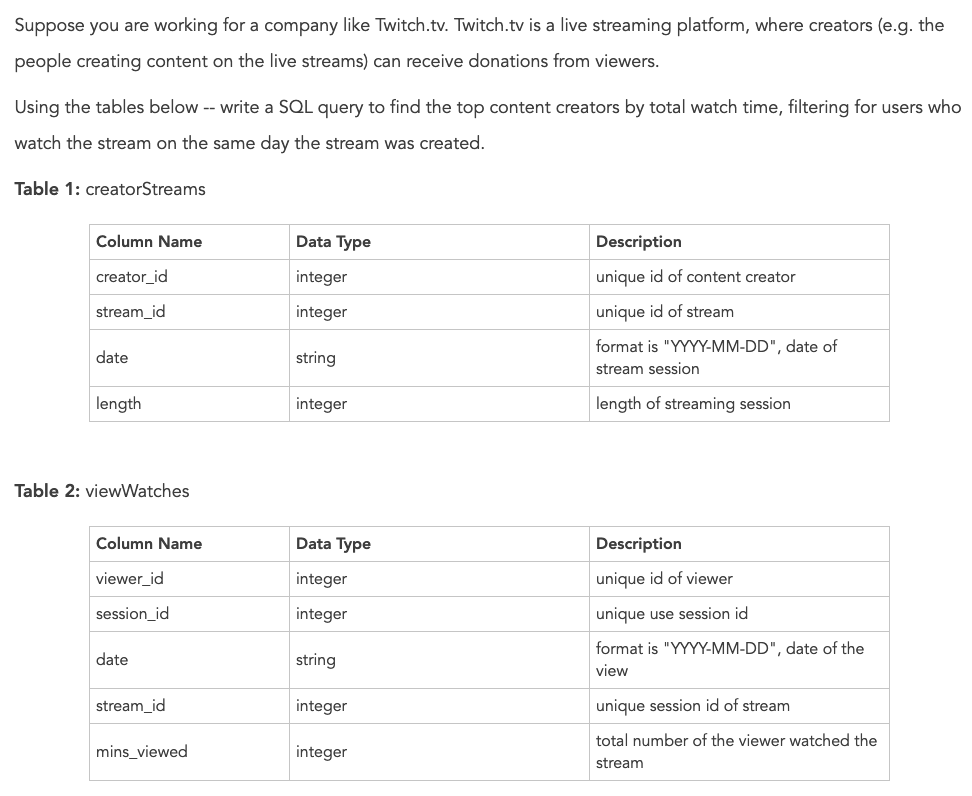 Suppose you are working for a company like Twitch.tv. Twitch.tv is a live streaming platform, where creators (e.g. the
people creating content on the live streams) can receive donations from viewers.
Using the tables below -- write a SQL query to find the top content creators by total watch time, filtering for users who
watch the stream on the same day the stream was created.
Table 1: creatorStreams
Column Name Data Type Description
creator_id integer unique id of content creator
stream_id integer unique id of stream
date string format is "YYYY-MM-DD", date of
stream session
length integer length of streaming session
Table 2: viewWatches
Column Name Data Type Description
viewer_id integer unique id of viewer
session_id integer unique use session id
date string format is "YYYY-MM-DD", date of the
view
stream_id integer unique session id of stream
mins_viewed integer total number of the viewer watched the
stream